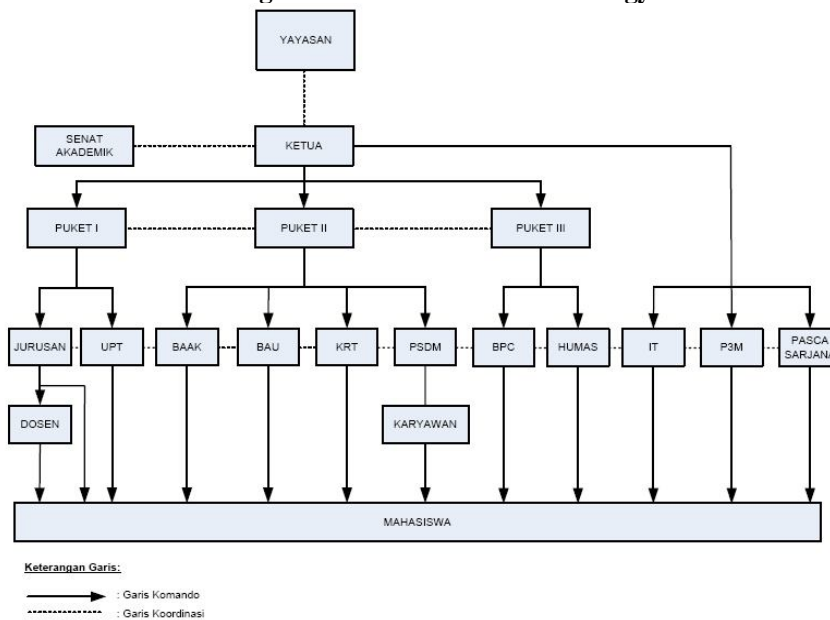 YAYASAN
SENAT
AKADEMIK
KETUA
PUKET I
PUKET II
PUKET III
JURUSAN
UPT
BAAK
BAU
KRT
PSDM
BPC
HUMAS
IT
P3M
PASCA
SARJANA
DOSEN
KARYAWAN
MAHASISWA
Keterangan Garis:
: Garis Komando
: Garis Koordinasi